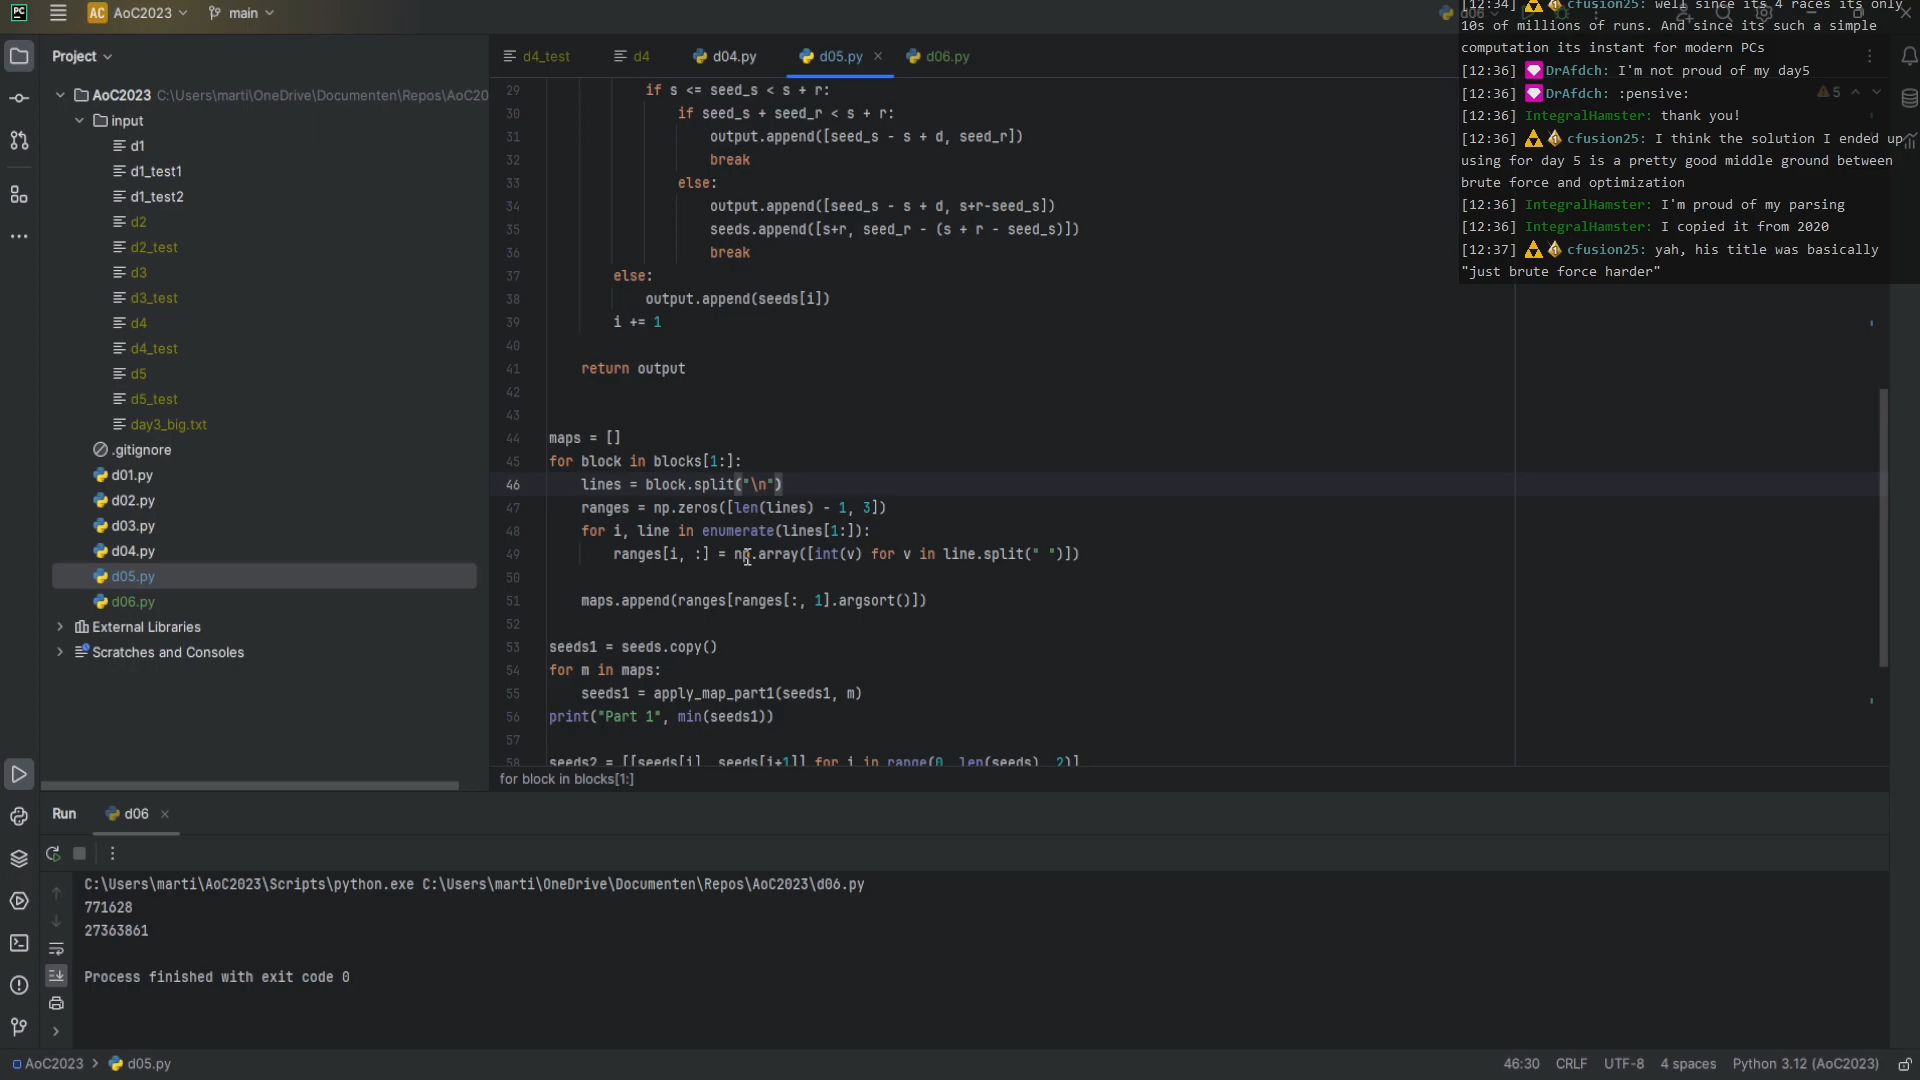 PC
AC AoC2023 main
d06
Project
d4_test d4 d04.py d05.py d06.py
AoC2023 C:\Users\marti\OneDrive\Documenten\Repos\AoC20
input
d1
d1_test1
d1_test2
d2
d2_test
d3
d3_test
d4
d4_test
d5
d5_test
day3_big.txt
.gitignore
d01.py
d02.py
d03.py
d04.py
d05.py
d06.py
External Libraries
Scratches and Consoles
29 if s <= seed_s < s + r:
30 if seed_s + seed_r < s + r:
31 output.append([seed_s - s + d, seed_r])
32 break
33 else:
34 output.append([seed_s - s + d, s+r-seed_s])
35 seeds.append([s+r, seed_r - (s + r - seed_s)])
36 break
37 else:
38 output.append(seeds[i])
39 i += 1
40
41 return output
42
43
44 maps = []
45 for block in blocks[1:]:
46 lines = block.split("\n")
47 ranges = np.zeros([len(lines) - 1, 3])
48 for i, line in enumerate(lines[1:]):
49 ranges[i, :] = np.array([int(v) for v in line.split(" ")])
50
51 maps.append(ranges[ranges[:, 1].argsort()])
52
53 seeds1 = seeds.copy()
54 for m in maps:
55 seeds1 = apply_map_part1(seeds1, m)
56 print("Part 1", min(seeds1))
57
58 seeds2 = [[seeds[i], seeds[i+1]] for i in range(0, len(seeds), 2)]
for block in blocks[1:]
[12:34] cfusion25: well since its 4 races its only
10s of millions of runs. And since its such a simple
computation its instant for modern PCs
[12:36] DrAfdch: I'm not proud of my day5
[12:36] DrAfdch: :pensive:
5
[12:36] IntegralHamster: thank you!
[12:36] cfusion25: I think the solution I ended up
using for day 5 is a pretty good middle ground between
brute force and optimization
[12:36] IntegralHamster: I'm proud of my parsing
[12:36] IntegralHamster: I copied it from 2020
[12:37] cfusion25: yah, his title was basically
"just brute force harder"
Run d06
C:\Users\marti\AoC2023\Scripts\python.exe C:\Users\marti\OneDrive\Documenten\Repos\AoC2023\d06.py
771628
27363861
Process finished with exit code 0
AoC2023 > d05.py
46:30 CRLF UTF-8 4 spaces Python 3.12 (AoC2023)